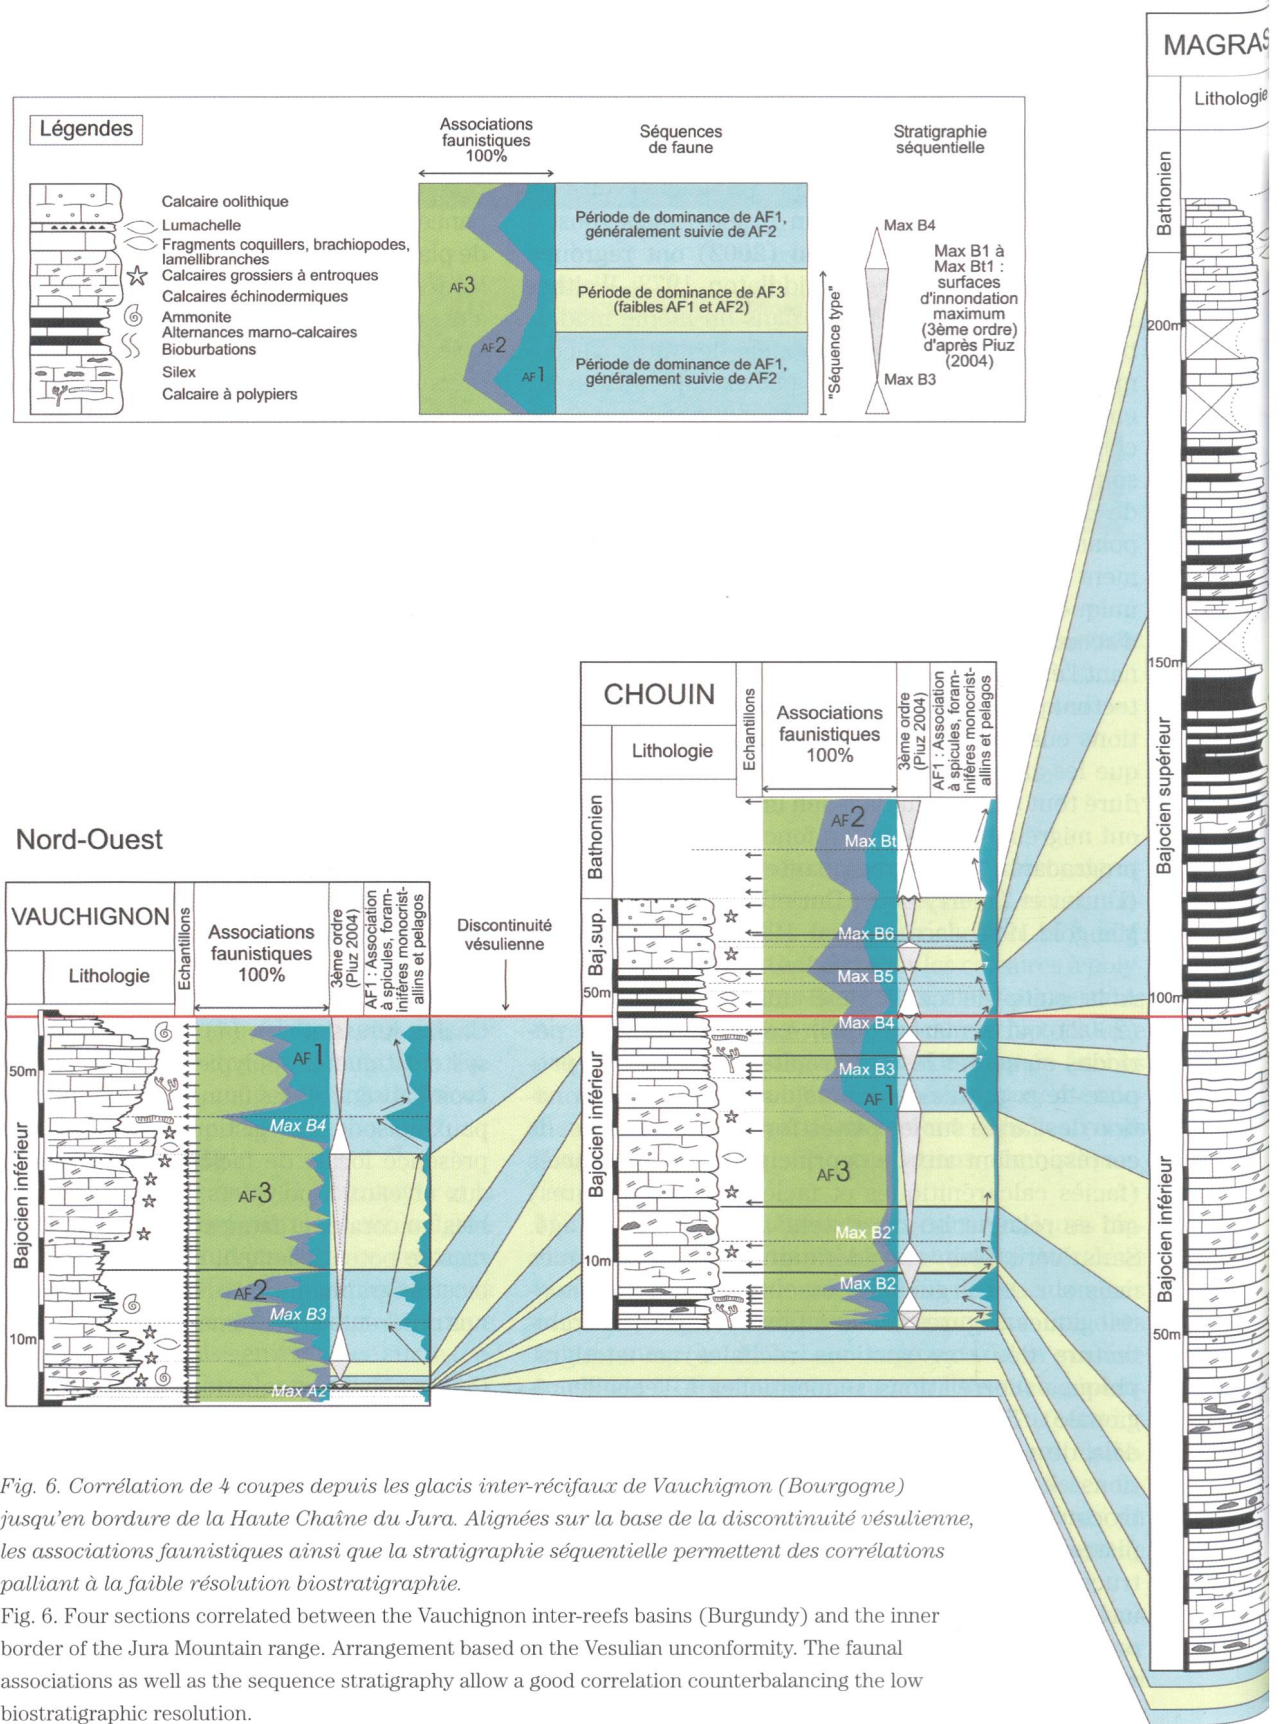 MAGRAS
Lithologie
Bathonien
200m
150m
Bajocien supérieur
100m
Bajocien inférieur
50m
Légendes
Calcaire oolithique
Lumachelle
Fragments coquillers, brachiopodes,
lamellibranches
Calcaires grossiers à entroques
Calcaires échinodermiques
Ammonite
Alternances marno-calcaires
Bioburbations
Silex
Calcaire à polypiers
Associations
faunistiques
100%
AF3
AF2
AF1
Séquences
de faune
Période de dominance de AF1,
généralement suivie de AF2
Période de dominance de AF3
(faibles AF1 et AF2)
Période de dominance de AF1,
généralement suivie de AF2
"Séquence type"
Stratigraphie
séquentielle
Max B4
Max B3
Max B1 à
Max Bt1 :
surfaces
d'innondation
maximum
(3ème ordre)
d'après Piuz
(2004)
CHOUIN
Lithologie
Echantillons
Associations
faunistiques
100%
3ème ordre
(Piuz 2004)
AF1 : Association
à spicules, foram-
inifères monocrist-
allins et pelagos
Bathonien
Baj.sup.
50m
Bajocien inférieur
10m
AF2
Max Bt
Max B6
Max B5
Max B4
Max B3
AF1
AF3
Max B2'
Max B2
Nord-Ouest
VAUCHIGNON
Lithologie
Echantillons
Associations
faunistiques
100%
3ème ordre
(Piuz 2004)
AF1 : Association
à spicules, foram-
inifères monocrist-
allins et pelagos
Discontinuité
vésulienne
50m
Bajocien inférieur
10m
AF1
Max B4
AF3
AF2
Max B3
Max A2
Fig. 6. Corrélation de 4 coupes depuis les glacis inter-récifaux de Vauchignon (Bourgogne)
jusqu'en bordure de la Haute Chaîne du Jura. Alignées sur la base de la discontinuité vésulienne,
les associations faunistiques ainsi que la stratigraphie séquentielle permettent des corrélations
palliant à la faible résolution biostratigraphie.
Fig. 6. Four sections correlated between the Vauchignon inter-reefs basins (Burgundy) and the inner
border of the Jura Mountain range. Arrangement based on the Vesulian unconformity. The faunal
associations as well as the sequence stratigraphy allow a good correlation counterbalancing the low
biostratigraphic resolution.